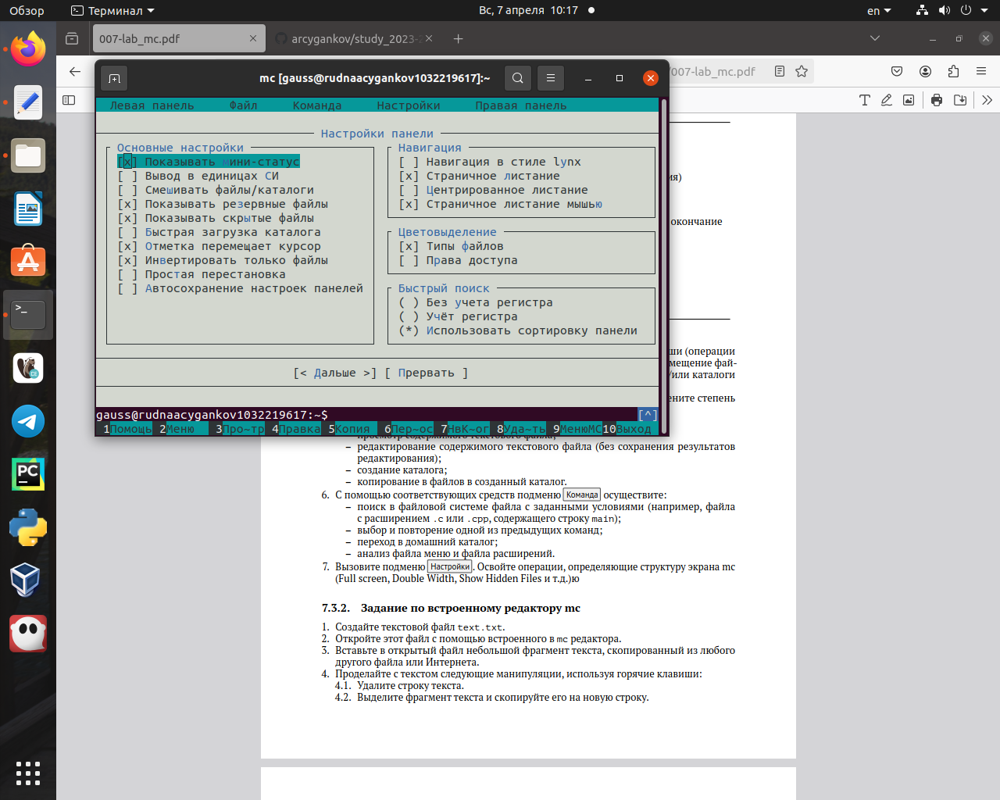 Обзор
Терминал
Вс, 7 апреля 10:17
en
007-lab_mc.pdf
arcygankov/study_2023-2
/007-lab_mc.pdf
mc [gauss@rudnaacygankov1032219617]:~
Левая панель Файл Команда Настройки Правая панель
Настройки панели
Основные настройки
[x] Показывать мини-статус
[ ] Вывод в единицах СИ
[ ] Смешивать файлы/каталоги
[x] Показывать резервные файлы
[x] Показывать скрытые файлы
[ ] Быстрая загрузка каталога
[x] Отметка перемещает курсор
[x] Инвертировать только файлы
[ ] Простая перестановка
[ ] Автосохранение настроек панелей
Навигация
[ ] Навигация в стиле lynx
[x] Страничное листание
[ ] Центрированное листание
[x] Страничное листание мышью
Цветовыделение
[x] Типы файлов
[ ] Права доступа
Быстрый поиск
( ) Без учета регистра
( ) Учёт регистра
(*) Использовать сортировку панели
[< Дальше >] [ Прервать ]
gauss@rudnaacygankov1032219617:~$ [^]
1Помощь 2Меню 3Про~тр 4Правка 5Копия 6Пер~ос 7НвК~ог 8Уда~ть 9МенюМС 10Выход
ия)
окончание
ши (операции
мещение фай-
/или каталоги
ените степень
– просмотр содержимого текстового файла;
– редактирование содержимого текстового файла (без сохранения результатов
редактирования);
– создание каталога;
– копирование в файлов в созданный каталог.
6. С помощью соответствующих средств подменю Команда осуществите:
– поиск в файловой системе файла с заданными условиями (например, файла
с расширением .c или .cpp, содержащего строку main);
– выбор и повторение одной из предыдущих команд;
– переход в домашний каталог;
– анализ файла меню и файла расширений.
7. Вызовите подменю Настройки. Освойте операции, определяющие структуру экрана mc
(Full screen, Double Width, Show Hidden Files и т.д.)ю
7.3.2. Задание по встроенному редактору mc
1. Создайте текстовой файл text.txt.
2. Откройте этот файл с помощью встроенного в mc редактора.
3. Вставьте в открытый файл небольшой фрагмент текста, скопированный из любого
другого файла или Интернета.
4. Проделайте с текстом следующие манипуляции, используя горячие клавиши:
4.1. Удалите строку текста.
4.2. Выделите фрагмент текста и скопируйте его на новую строку.
PC
CE